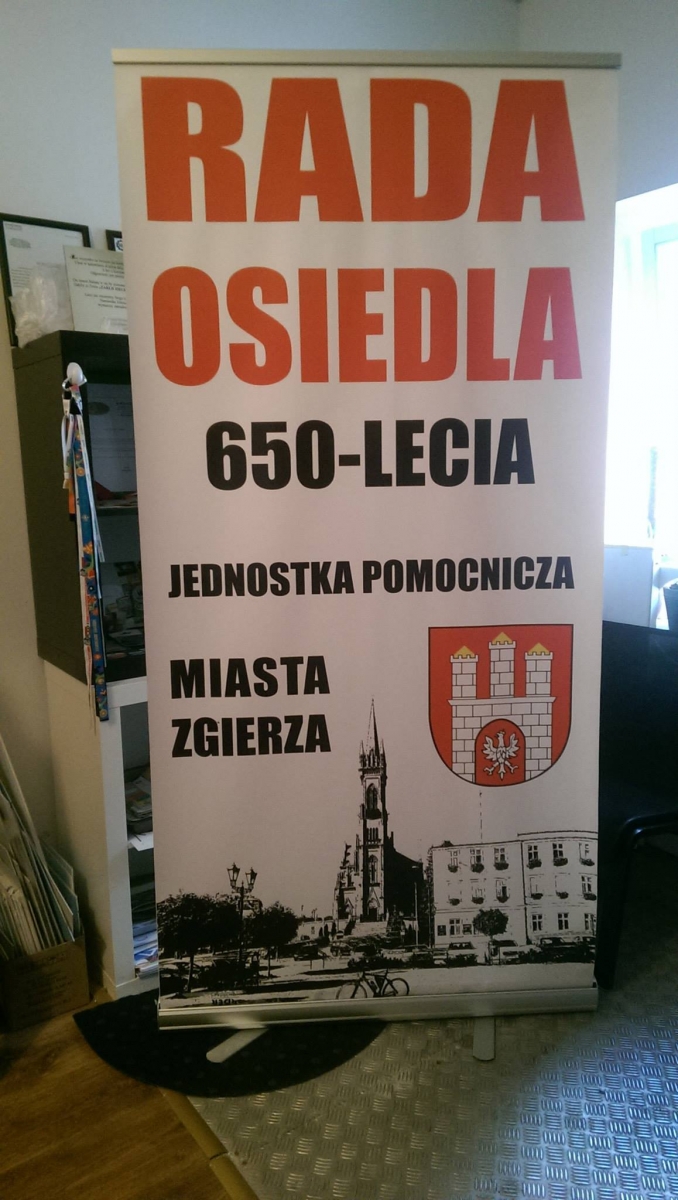 RADA
OSIEDLA
650-LECIA
JEDNOSTKA POMOCNICZA
MIASTA
ZGIERZA